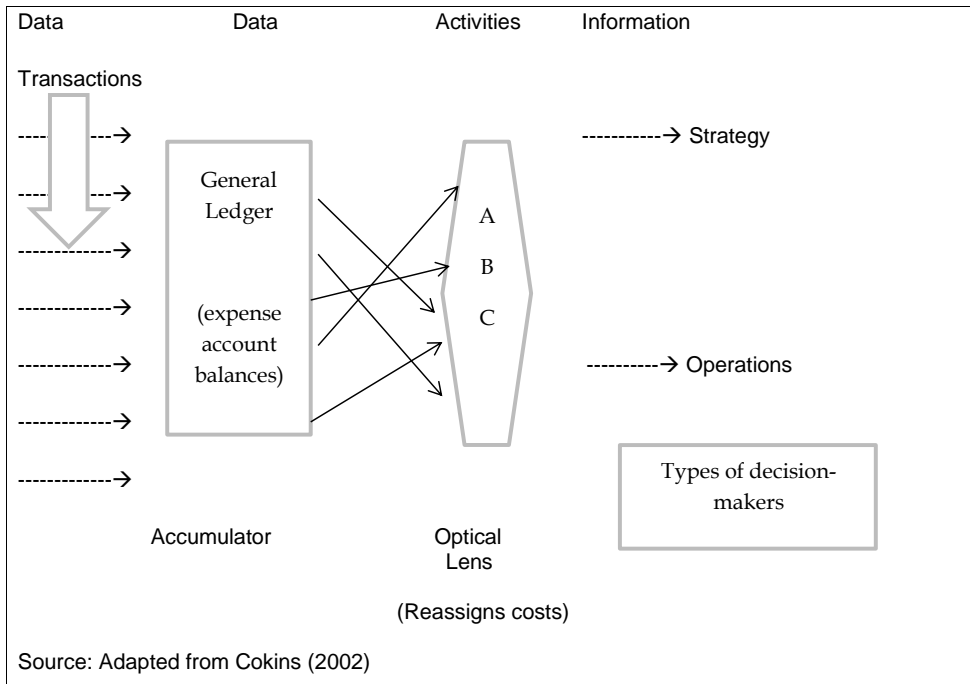 Data Data Activities Information
Transactions
General
Ledger
(expense
account
balances)
A
B
C
Strategy
Operations
Types of decision-
makers
Accumulator
Optical
Lens
(Reassigns costs)
Source: Adapted from Cokins (2002)